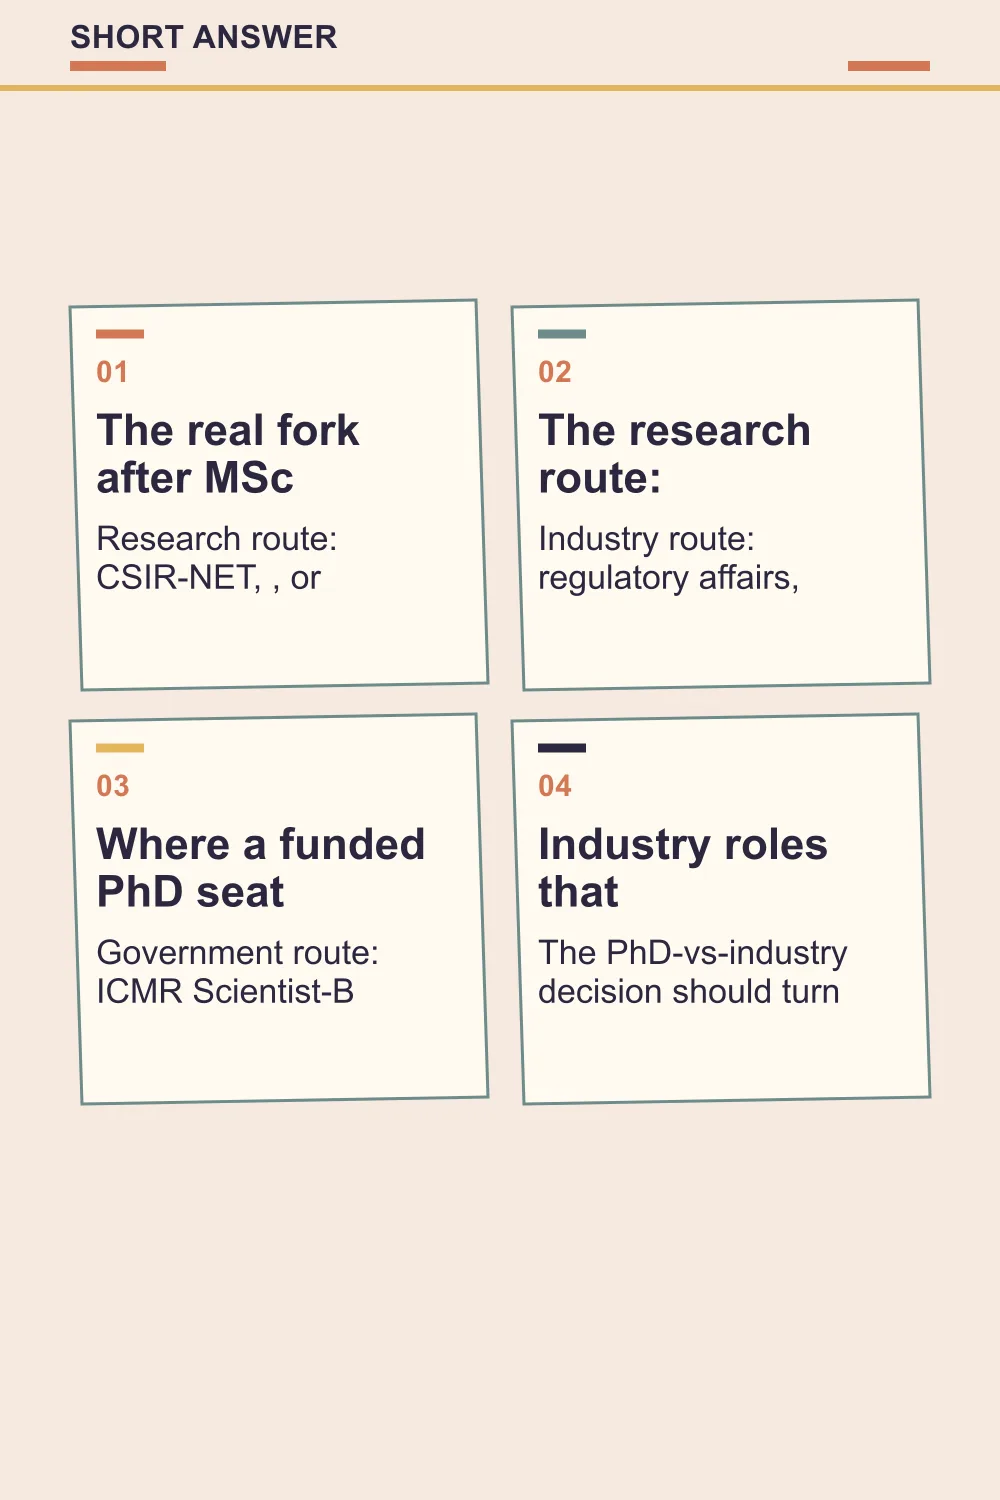 SHORT ANSWER
01
The real fork
after MSc
Research route:
CSIR-NET, , or
02
The research
route:
Industry route:
regulatory affairs,
03
Where a funded
PhD seat
Government route:
ICMR Scientist-B
04
Industry roles
that
The PhD-vs-industry
decision should turn